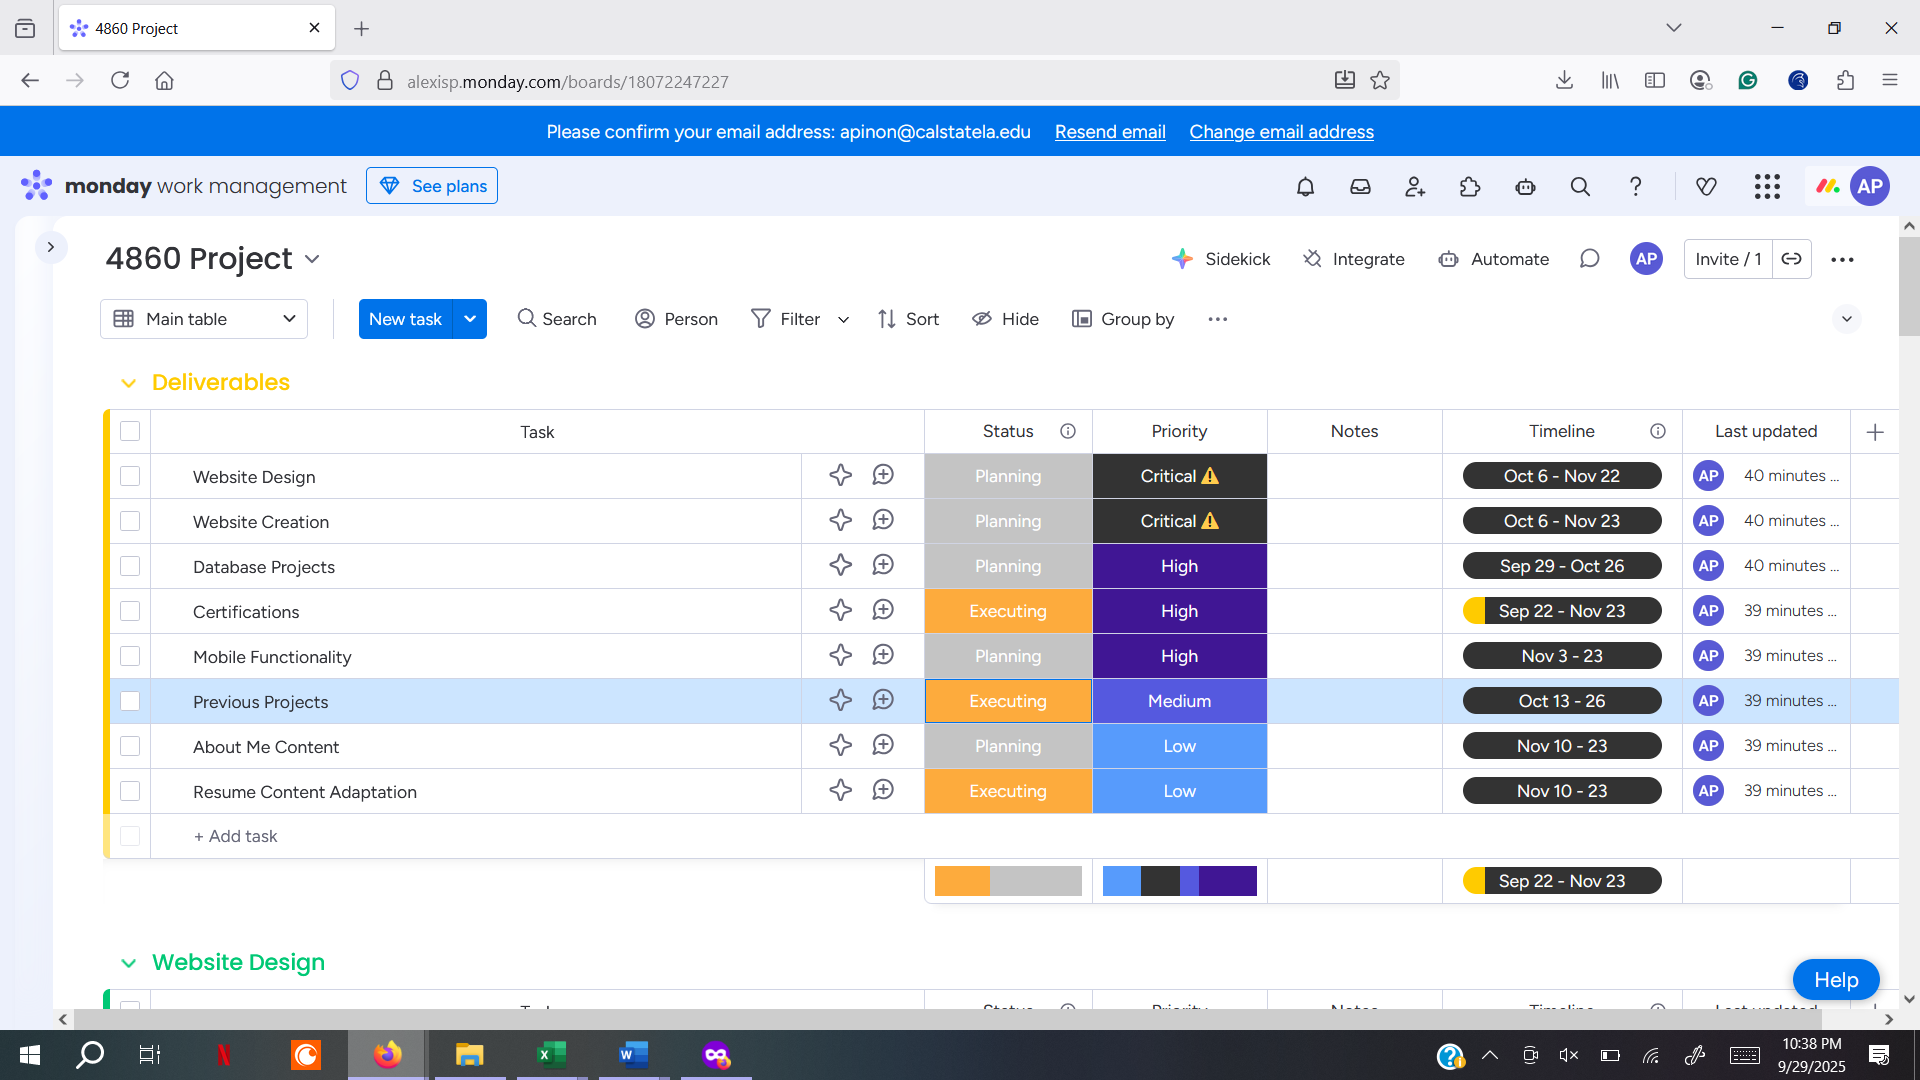 4860 Project
alexisp.monday.com/boards/18072247227
Please confirm your email address: apinon@calstatela.edu Resend email Change email address
monday work management See plans AP
4860 Project Sidekick Integrate Automate AP Invite / 1
Main table New task Search Person Filter Sort Hide Group by
Deliverables
Task Status Priority Notes Timeline Last updated
Website Design Planning Critical Oct 6 - Nov 22 AP 40 minutes ...
Website Creation Planning Critical Oct 6 - Nov 23 AP 40 minutes ...
Database Projects Planning High Sep 29 - Oct 26 AP 40 minutes ...
Certifications Executing High Sep 22 - Nov 23 AP 39 minutes ...
Mobile Functionality Planning High Nov 3 - 23 AP 39 minutes ...
Previous Projects Executing Medium Oct 13 - 26 AP 39 minutes ...
About Me Content Planning Low Nov 10 - 23 AP 39 minutes ...
Resume Content Adaptation Executing Low Nov 10 - 23 AP 39 minutes ...
+ Add task
Sep 22 - Nov 23
Website Design
Help
10:38 PM
9/29/2025